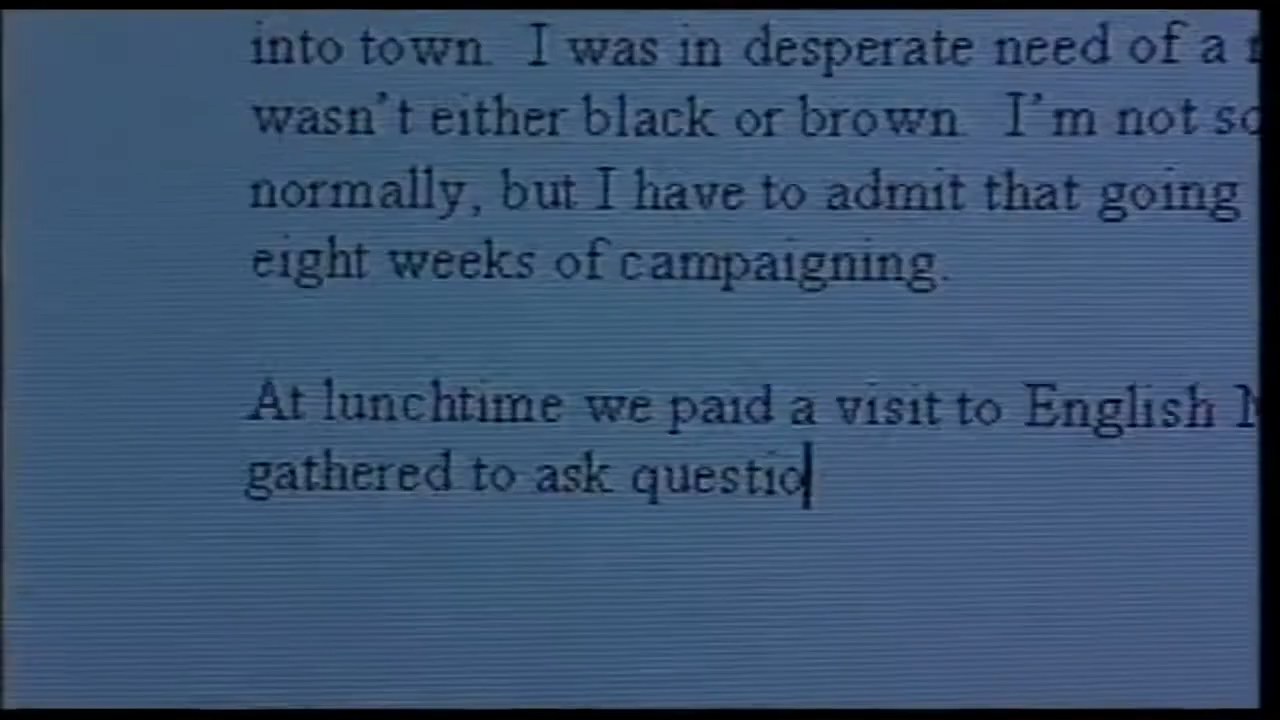 into town. I was in desperate need of a
wasn't either black or brown. I'm not
normally, but I have to admit that going
eight weeks of campaigning.
At lunchtime we paid a visit to English
gathered to ask questio